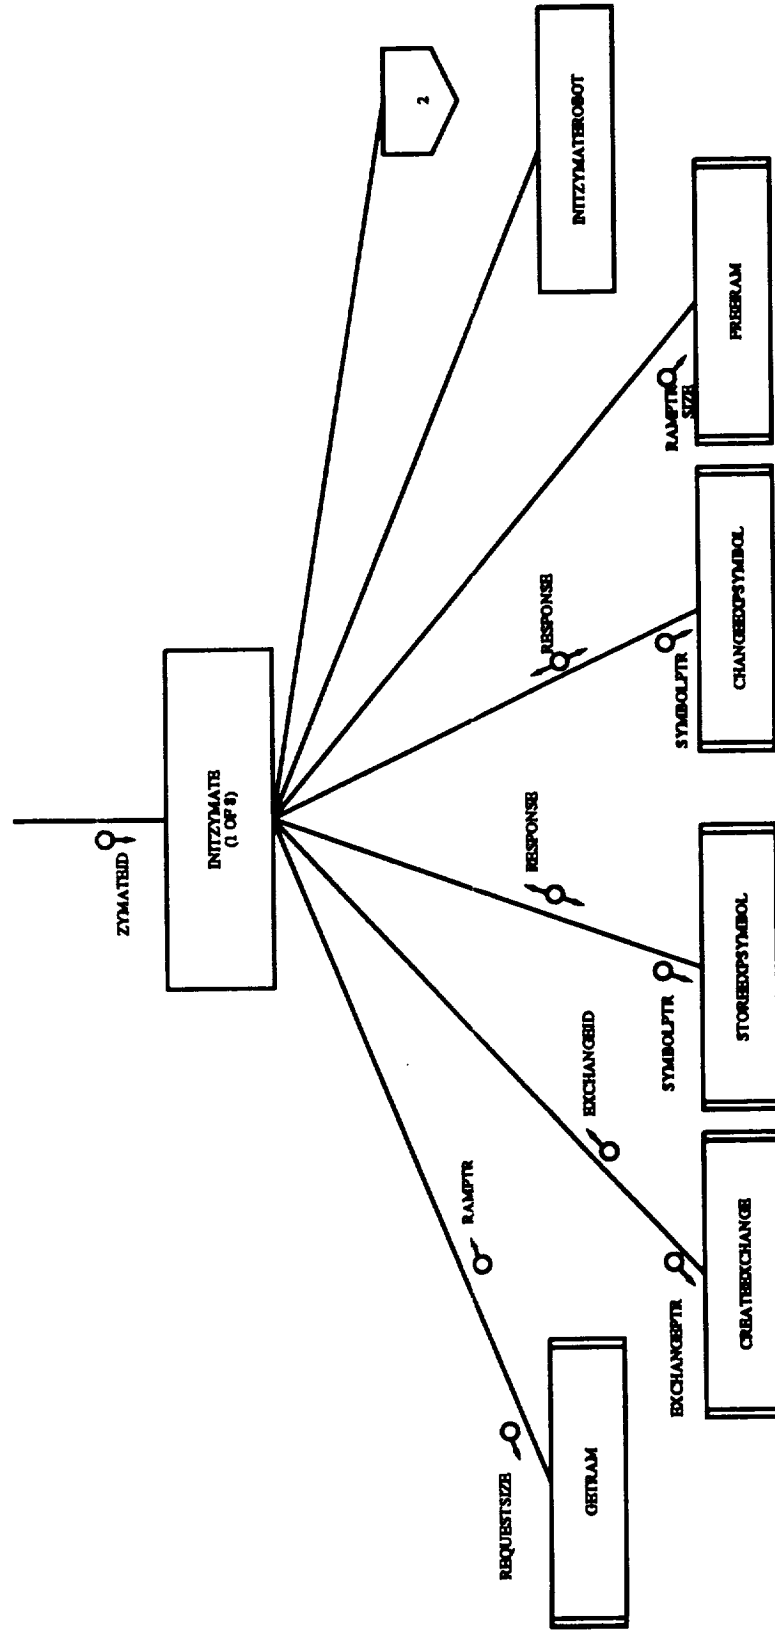 ZYMATEID
INITZYMATE
(1 OF 8)
2
RAMPTR
REQUESTSIZE
RESPONSE
RESPONSE
EXCHANGEID
GETRAM
INITZYMATEROBOT
EXCHANGEPTR
SYMBOLPTR
SYMBOLPTR
RAMPTR
SIZE
CREATEEXCHANGE
STOREEXPSYMBOL
CHANGEEXPSYMBOL
FREERAM